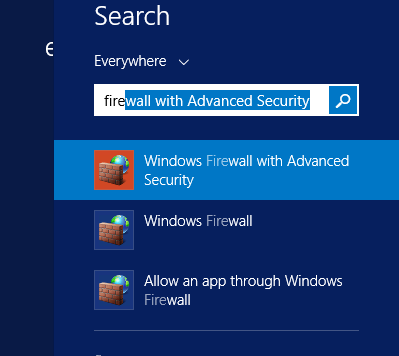 Search
Everywhere
firewall with Advanced Security
Windows Firewall with Advanced
Security
Windows Firewall
Allow an app through Windows
Firewall